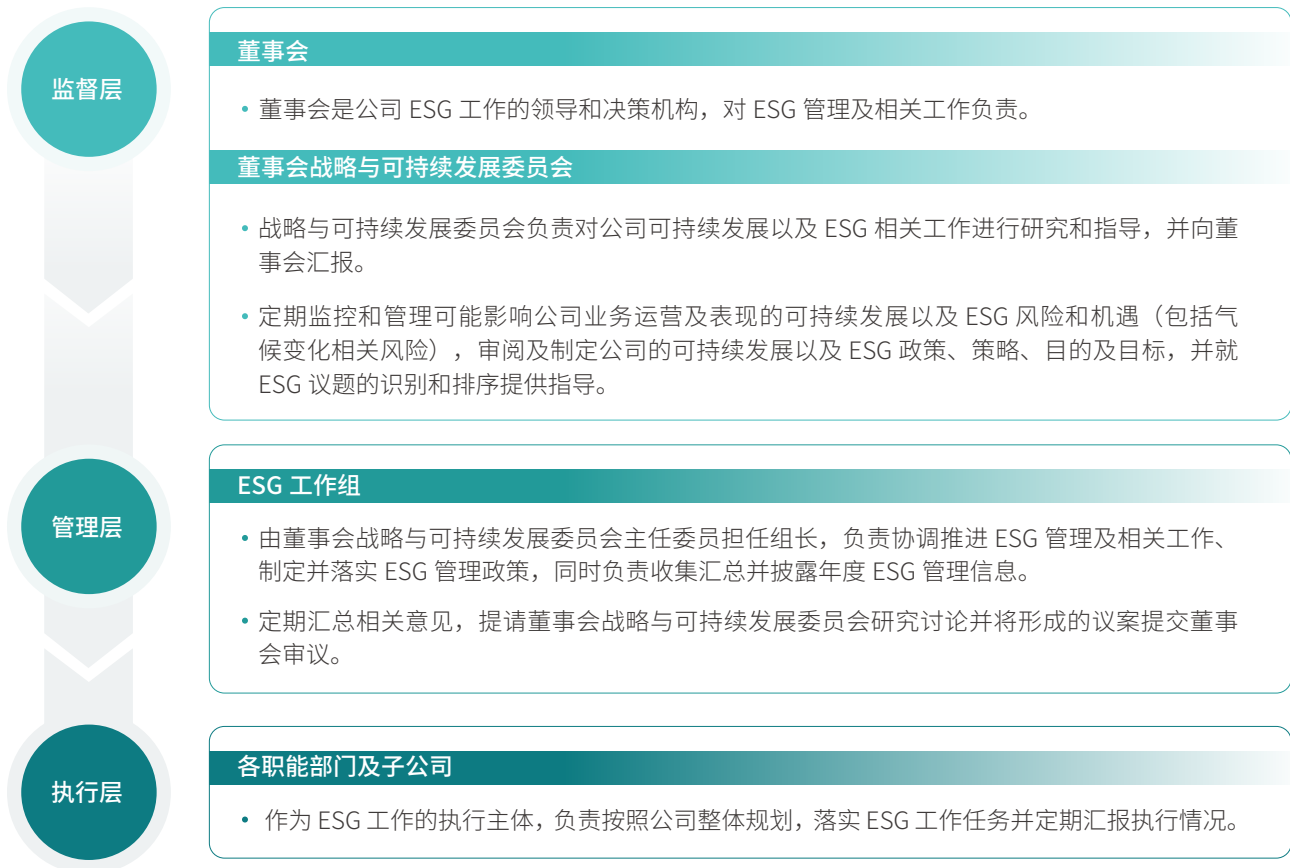 监督层
董事会
• 董事会是公司 ESG 工作的领导和决策机构，对 ESG 管理及相关工作负责。
董事会战略与可持续发展委员会
• 战略与可持续发展委员会负责对公司可持续发展以及 ESG 相关工作进行研究和指导，并向董
事会汇报。
• 定期监控和管理可能影响公司业务运营及表现的可持续发展以及 ESG 风险和机遇（包括气
候变化相关风险），审阅及制定公司的可持续发展以及 ESG 政策、策略、目的及目标，并就
ESG 议题的识别和排序提供指导。
管理层
ESG 工作组
• 由董事会战略与可持续发展委员会主任委员担任组长，负责协调推进 ESG 管理及相关工作、
制定并落实 ESG 管理政策，同时负责收集汇总并披露年度 ESG 管理信息。
• 定期汇总相关意见，提请董事会战略与可持续发展委员会研究讨论并将形成的议案提交董事
会审议。
执行层
各职能部门及子公司
• 作为 ESG 工作的执行主体，负责按照公司整体规划，落实 ESG 工作任务并定期汇报执行情况。